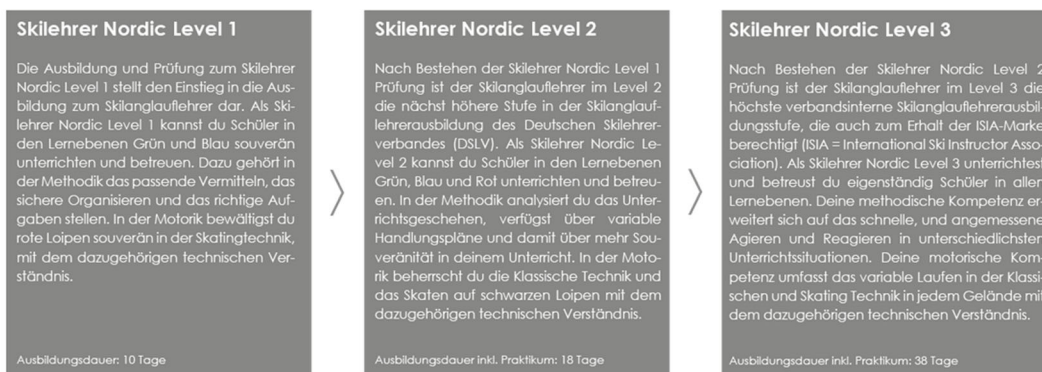 Skilehrer Nordic Level 1
Die Ausbildung und Prüfung zum Skilehrer
Nordic Level 1 stellt den Einstieg in die Aus-
bildung zum Skilanglauflehrer dar. Als Ski-
lehrer Nordic Level 1 kannst du Schüler in
den Lernebenen Grün und Blau souverän
unterrichten und betreuen. Dazu gehört in
der Methodik das passende Vermitteln, das
sichere Organisieren und das richtige Auf-
gaben stellen. In der Motorik bewältigst du
rote Loipen souverän in der Skatingtechnik,
mit dem dazugehörigen technischen Ver-
ständnis.
Ausbildungsdauer: 10 Tage
Skilehrer Nordic Level 2
Nach Bestehen der Skilehrer Nordic Level 1
Prüfung ist der Skilanglauflehrer im Level 2
die nächst höhere Stufe in der Skilanglauf-
lehrerausbildung des Deutschen Skilehrer-
verbandes (DSLV). Als Skilehrer Nordic Le-
vel 2 kannst du Schüler in den Lernebenen
Grün, Blau und Rot unterrichten und betreu-
en. In der Methodik analysiert du das Unter-
richtsgeschehen, verfügst über variable
Handlungspläne und damit über mehr Sou-
veränität in deinem Unterricht. In der Moto-
rik beherrscht du die Klassische Technik und
das Skaten auf schwarzen Loipen mit dem
dazugehörigen technischen Verständnis.
Ausbildungsdauer inkl. Praktikum: 18 Tage
Skilehrer Nordic Level 3
Nach Bestehen der Skilehrer Nordic Level 2
Prüfung ist der Skilanglauflehrer im Level 3 die
höchste verbandsinterne Skilanglauflehrerausbil-
dungsstufe, die auch zum Erhalt der ISIA-Marke
berechtigt (ISIA = International Ski Instructor Asso-
ciation). Als Skilehrer Nordic Level 3 unterrichtest
und betreust du eigenständig Schüler in allen
Lernebenen. Deine methodische Kompetenz er-
weitert sich auf das schnelle, und angemessene
Agieren und Reagieren in unterschiedlichsten
Unterrichtssituationen. Deine motorische Kom-
petenz umfasst das variable Laufen in der Klassi-
schen und Skating Technik in jedem Gelände mit
dem dazugehörigen technischen Verständnis.
Ausbildungsdauer inkl. Praktikum: 38 Tage